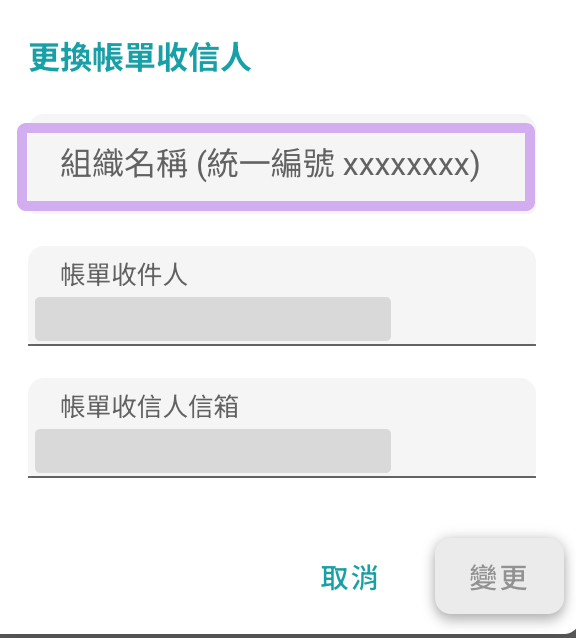 更換帳單收信人
組織名稱 (統一編號 xxxxxxxx)
帳單收件人
帳單收信人信箱
取消
變更